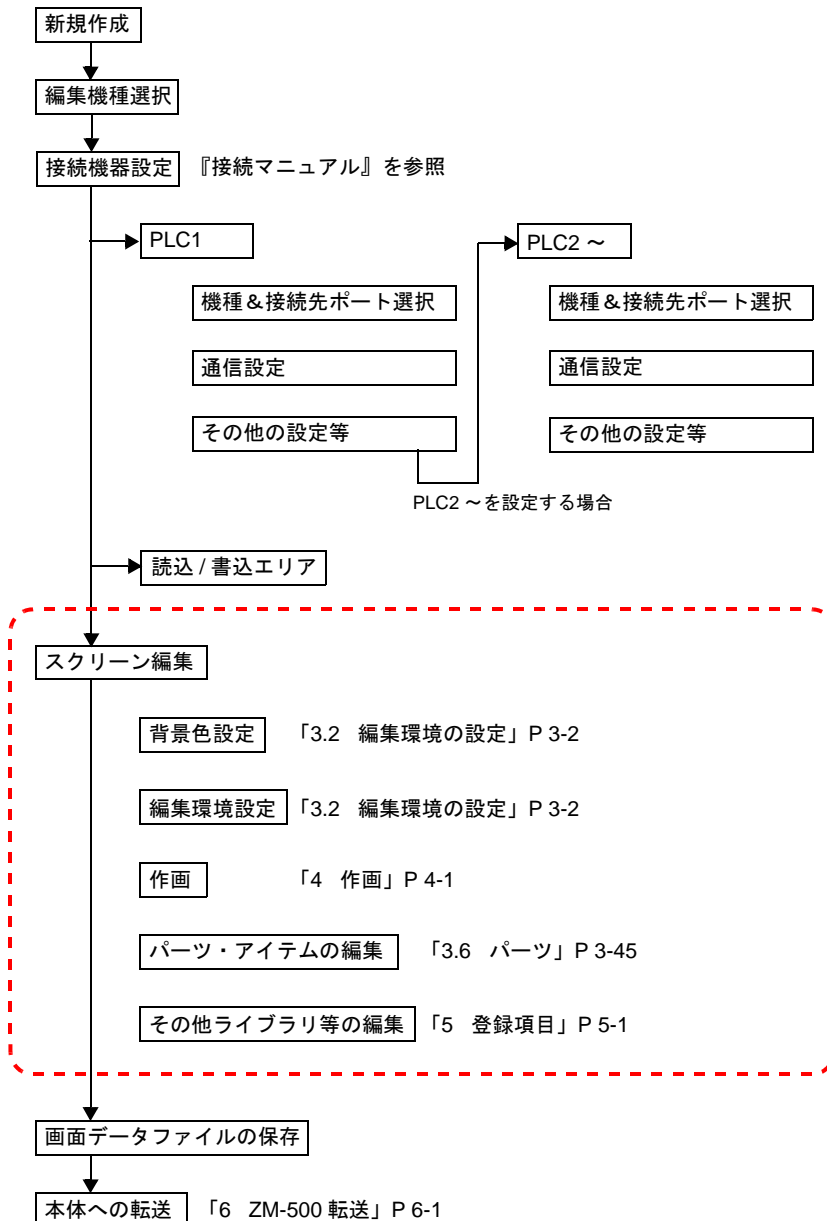 新規作成
編集機種選択
接続機器設定 『接続マニュアル』を参照
PLC1
PLC2 ～
機種&接続先ポート選択
機種&接続先ポート選択
通信設定
通信設定
その他の設定等
その他の設定等
PLC2 ～を設定する場合
読込 / 書込エリア
スクリーン編集
背景色設定 「3.2 編集環境の設定」P 3-2
編集環境設定 「3.2 編集環境の設定」P 3-2
作画 「4 作画」P 4-1
パーツ・アイテムの編集 「3.6 パーツ」P 3-45
その他ライブラリ等の編集 「5 登録項目」P 5-1
画面データファイルの保存
本体への転送 「6 ZM-500 転送」P 6-1